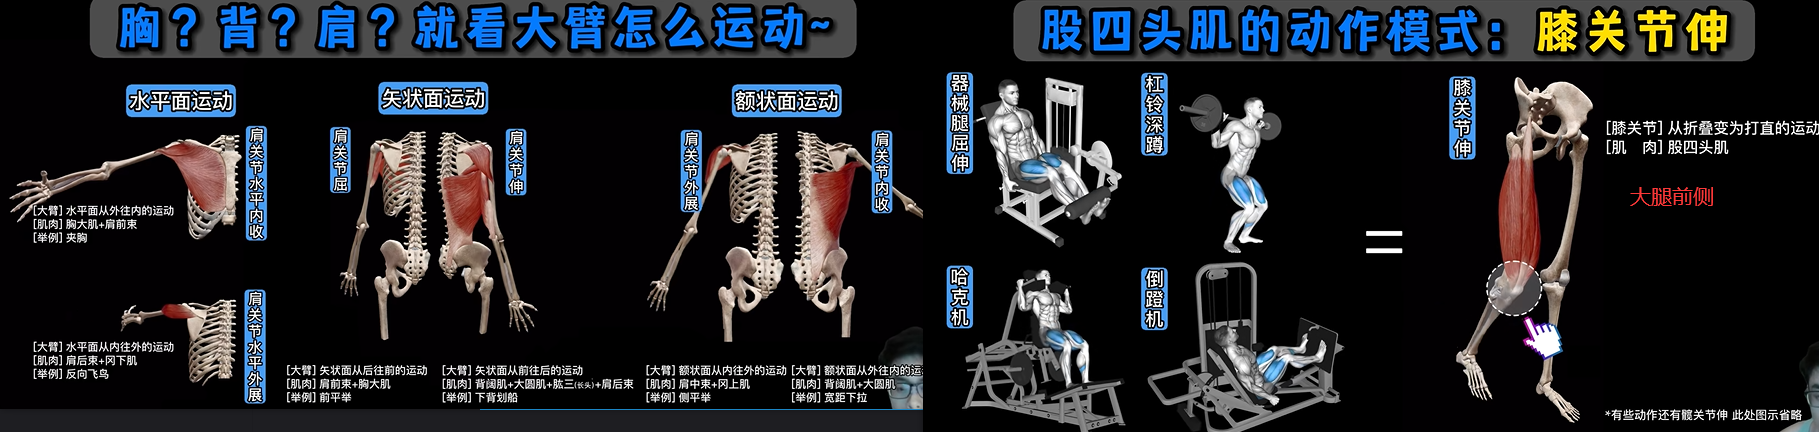 胸？背？肩？就看大臂怎么运动~
水平面运动
矢状面运动
额状面运动
肩关节水平内收
[大臂] 水平面从外往内的运动
[肌肉] 胸大肌+肩前束
[举例] 夹胸
肩关节水平外展
[大臂] 水平面从内往外的运动
[肌肉] 肩后束+冈下肌
[举例] 反向飞鸟
肩关节屈
[大臂] 矢状面从后往前的运动
[肌肉] 肩前束+胸大肌
[举例] 前平举
肩关节伸
[大臂] 矢状面从前往后的运动
[肌肉] 背阔肌+大圆肌+肱三(长头)+肩后束
[举例] 下背划船
肩关节外展
[大臂] 额状面从内往外的运动
[肌肉] 肩中束+冈上肌
[举例] 侧平举
肩关节内收
[大臂] 额状面从外往内的运
[肌肉] 背阔肌+大圆肌
[举例] 宽距下拉
股四头肌的动作模式：膝关节伸
器械腿屈伸
杠铃深蹲
哈克机
倒蹬机
=
膝关节伸
[膝关节] 从折叠变为打直的运动
[肌 肉] 股四头肌
大腿前侧
*有些动作还有髋关节伸 此处图示省略